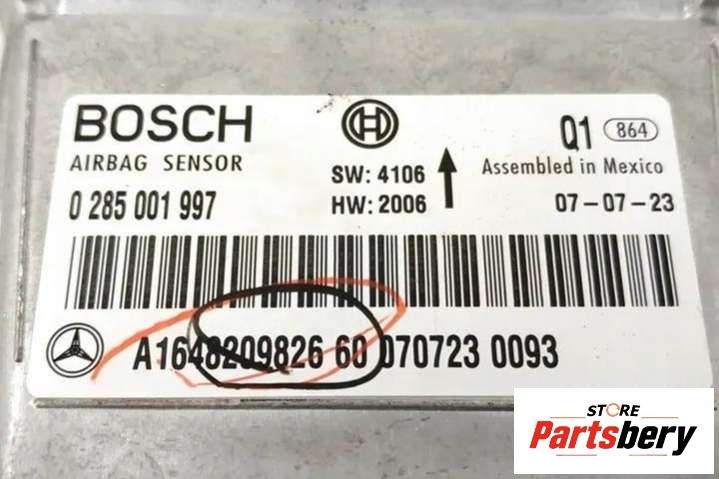 BOSCH
AIRBAG SENSOR
0 285 001 997
SW: 4106
HW: 2006
Q1 864
Assembled in Mexico
07-07-23
A1648209826 60 070723 0093
STORE
Partsbery